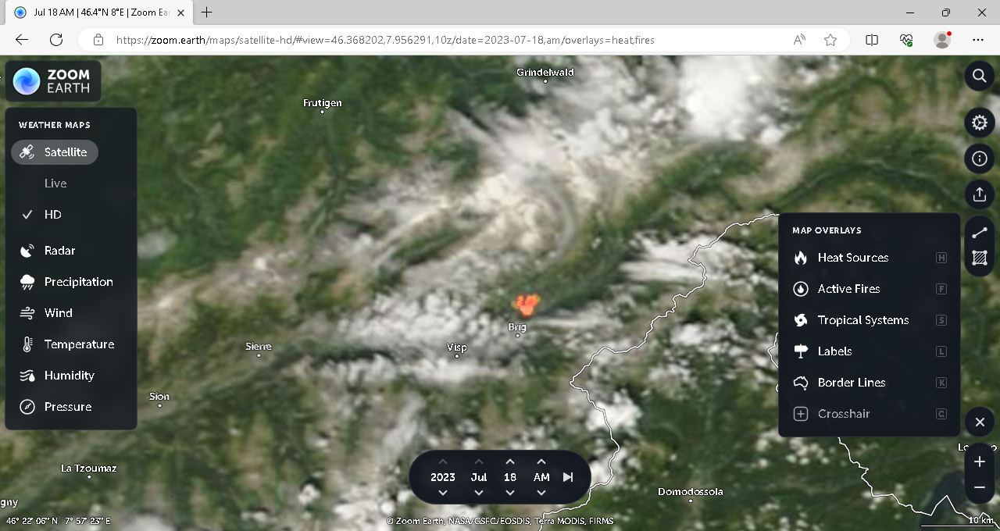 Jul 18 AM | 46.4°N 8°E | Zoom Ea
https://zoom.earth/maps/satellite-hd/#view=46.368202,7.956291,10z/date=2023-07-18,am/overlays=heat,fires
ZOOM
EARTH
WEATHER MAPS
Satellite
Live
HD
Radar
Precipitation
Wind
Temperature
Humidity
Pressure
Grindelwald
Frutigen
Brig
Sierre
Visp
Sion
La Tzoumaz
gny
Domodossola
MAP OVERLAYS
Heat Sources H
Active Fires F
Tropical Systems S
Labels L
Border Lines K
Crosshair C
2023 Jul 18 AM
46° 22' 06" N 7° 57' 23" E
© Zoom Earth, NASA/GSFC/EOSDIS, Terra MODIS, FIRMS
10 km